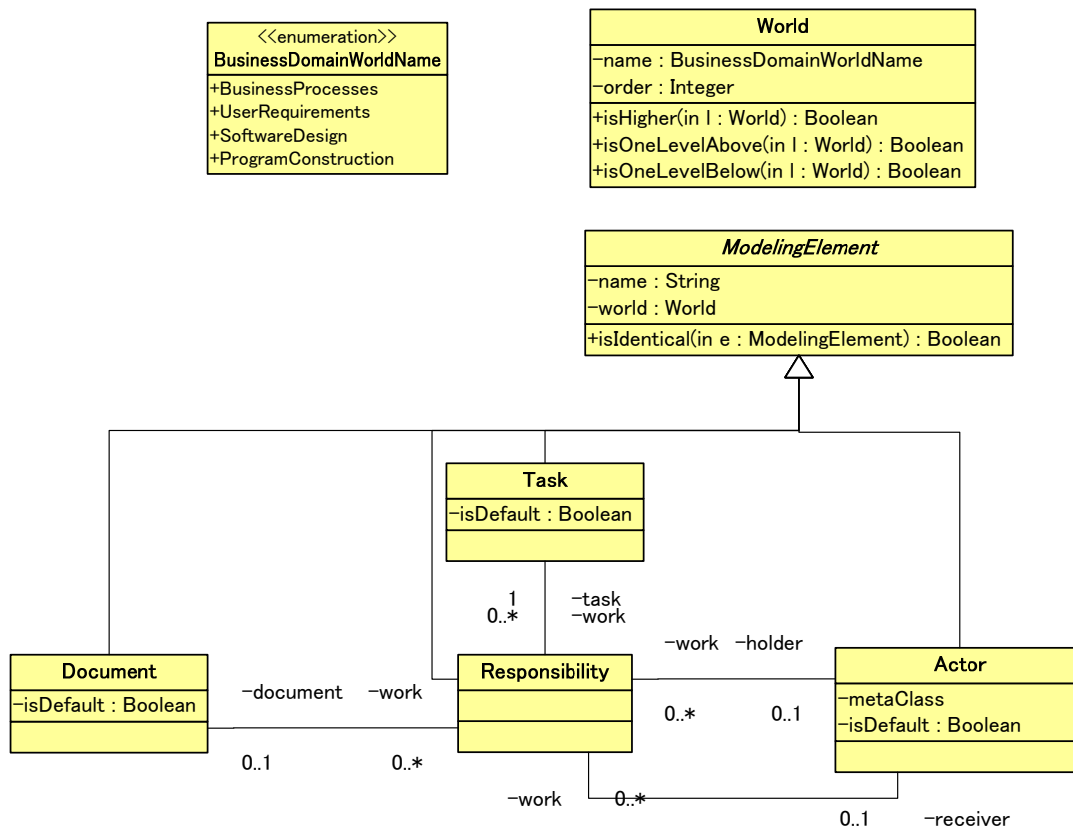 <<enumeration>>
BusinessDomainWorldName
+BusinessProcesses
+UserRequirements
+SoftwareDesign
+ProgramConstruction
World
-name : BusinessDomainWorldName
-order : Integer
+isHigher(in l : World) : Boolean
+isOneLevelAbove(in l : World) : Boolean
+isOneLevelBelow(in l : World) : Boolean
ModelingElement
-name : String
-world : World
+isIdentical(in e : ModelingElement) : Boolean
Task
-isDefault : Boolean
1 -task
0..* -work
Document
-isDefault : Boolean
-document -work
0..1 0..*
Responsibility
-work -holder
0..* 0..1
Actor
-metaClass
-isDefault : Boolean
-work 0..*
0..1 -receiver